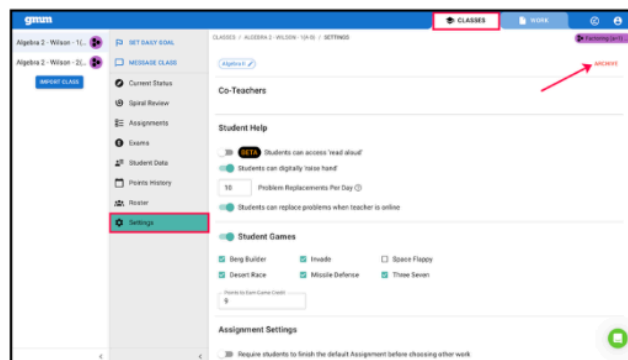 gmm
CLASSES
WORK
Algebra 2 - Wilson - 1(...
Algebra 2 - Wilson - 2(...
IMPORT CLASS
SET DAILY GOAL
MESSAGE CLASS
Current Status
Spiral Review
Assignments
Exams
Student Data
Points History
Roster
Settings
CLASSES / ALGEBRA 2 - WILSON - 1(A-B) / SETTINGS
Factoring (a=1) ...
Algebra II
ARCHIVE
Co-Teachers
Student Help
BETA Students can access 'read aloud'
Students can digitally 'raise hand'
10 Problem Replacements Per Day
Students can replace problems when teacher is online
Student Games
Berg Builder Invade Space Flappy
Desert Race Missile Defense Three Seven
Points to Earn Game Credit
9
Assignment Settings
Require students to finish the default Assignment before choosing other work